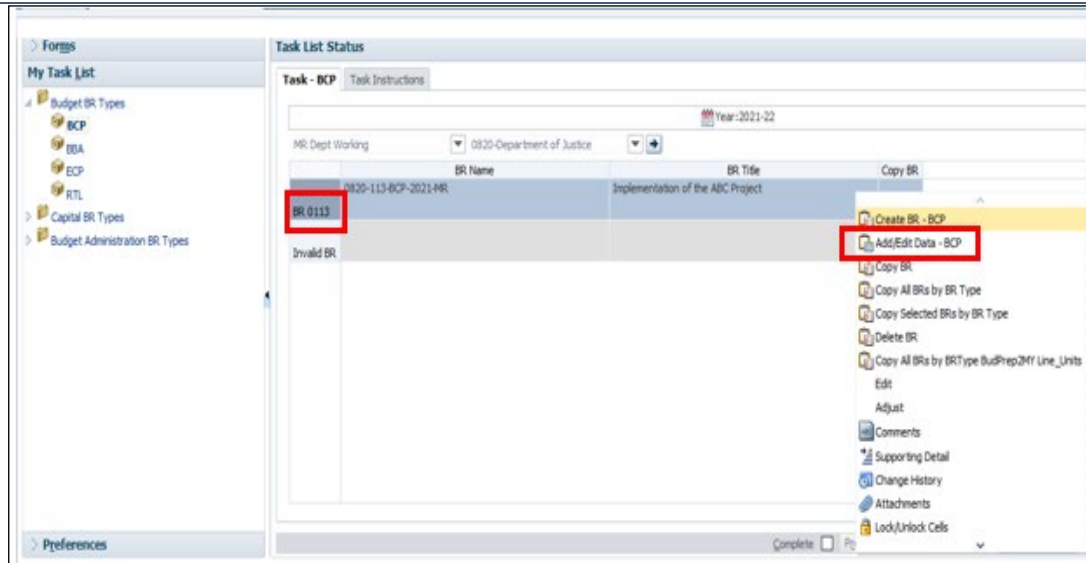 Forms
My Task List
Budget BR Types
BCP
BBA
ECP
RTL
Capital BR Types
Budget Administration BR Types
Preferences
Task List Status
Task - BCP Task Instructions
Year:2021-22
MR Dept Working 0820-Department of Justice
BR Name BR Title Copy BR
0820-113-BCP-2021-MR Implementation of the ABC Project
BR 0113
Invalid BR
Create BR - BCP
Add/Edit Data - BCP
Copy BR
Copy All BRs by BR Type
Copy Selected BRs by BR Type
Delete BR
Copy All BRs by BRType BudPrep2MY Line_Units
Edit
Adjust
Comments
Supporting Detail
Change History
Attachments
Lock/Unlock Cells
Complete